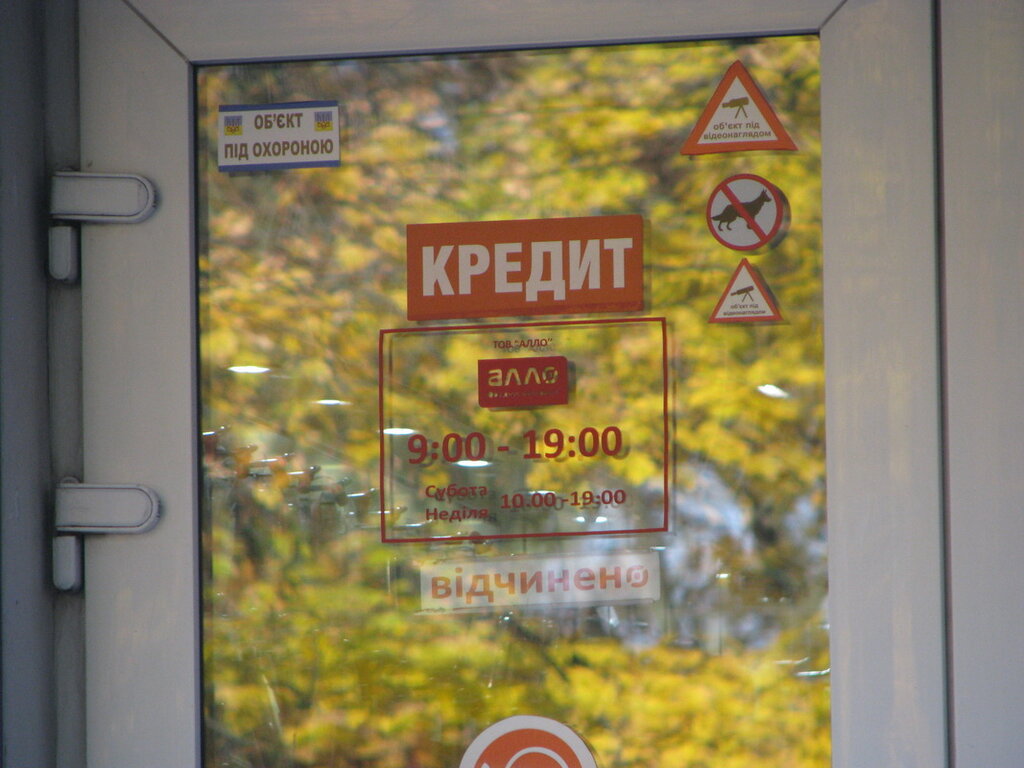 ОБ'ЄКТ
ПІД ОХОРОНОЮ
об'єкт під
відеонаглядом
КРЕДИТ
об'єкт під
відеонаглядом
ТОВ "АЛЛО"
алло
9:00 - 19:00
Субота
Неділя
10.00 -19:00
відчинено